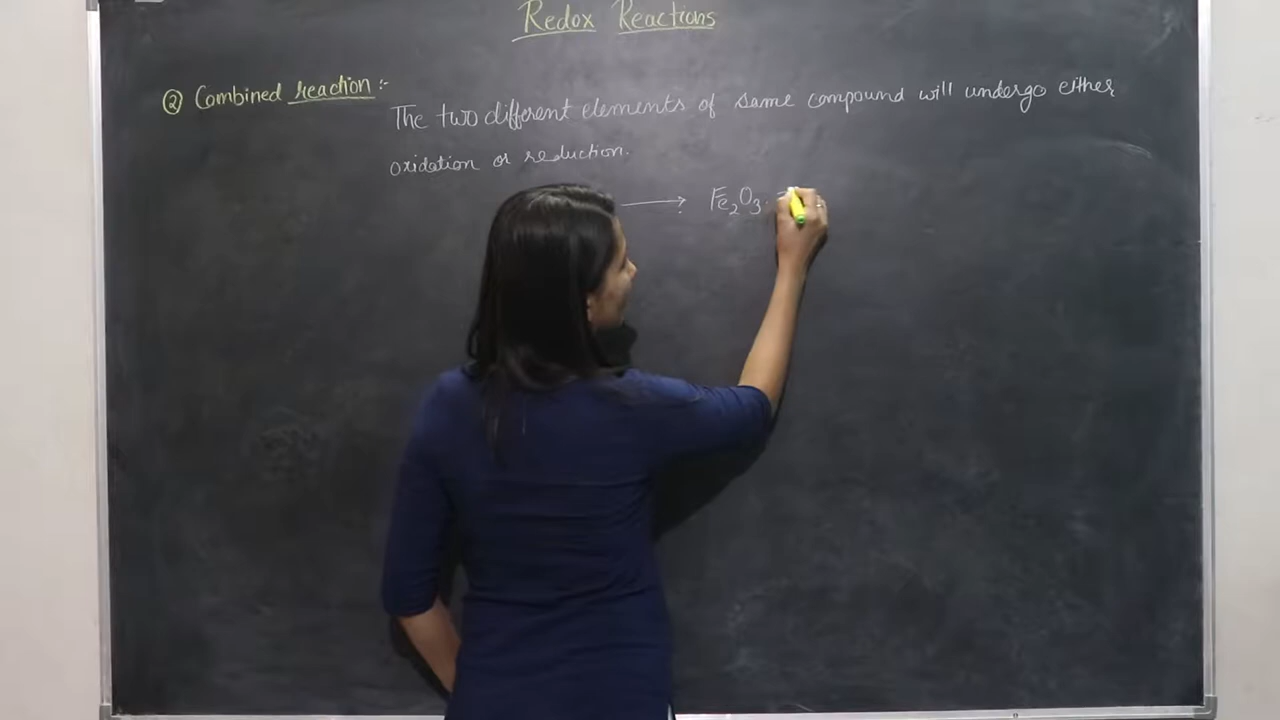 Redox Reactions
② Combined reaction :-
The two different elements of same compound will undergo either
oxidation or reduction.
⟶ Fe₂O₃